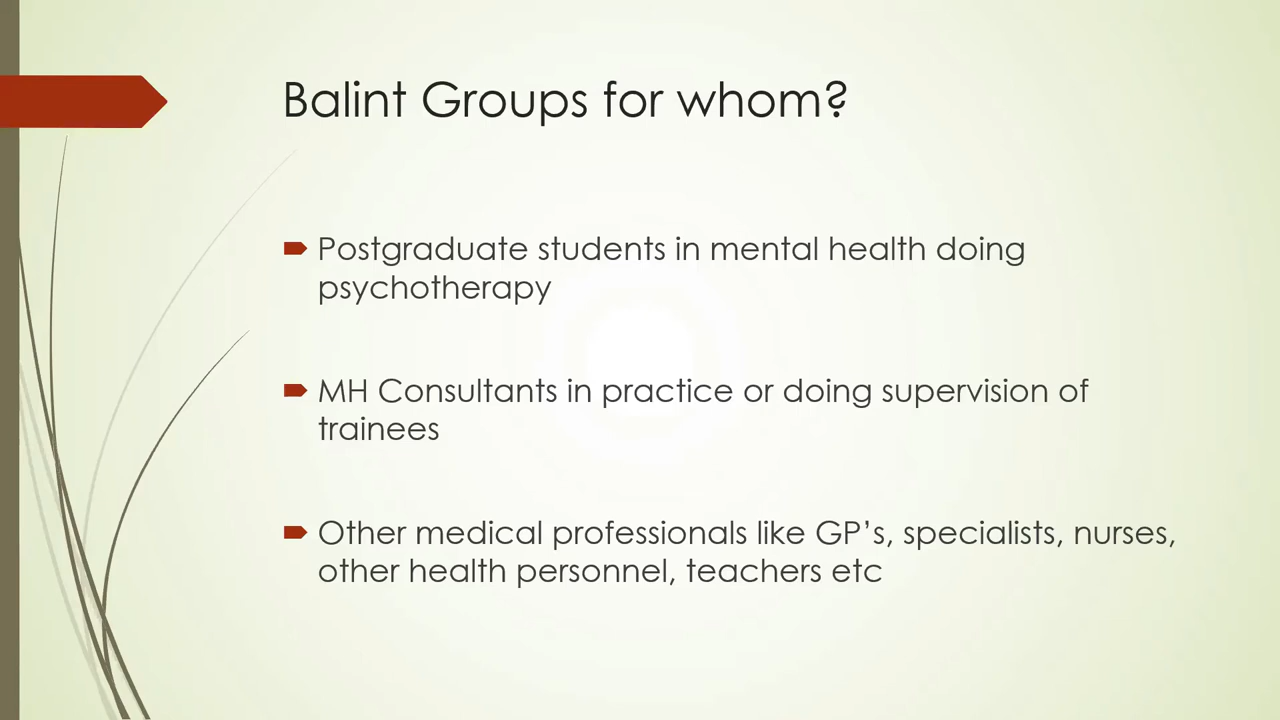 Balint Groups for whom?
Postgraduate students in mental health doing
psychotherapy
MH Consultants in practice or doing supervision of
trainees
Other medical professionals like GP’s, specialists, nurses,
other health personnel, teachers etc